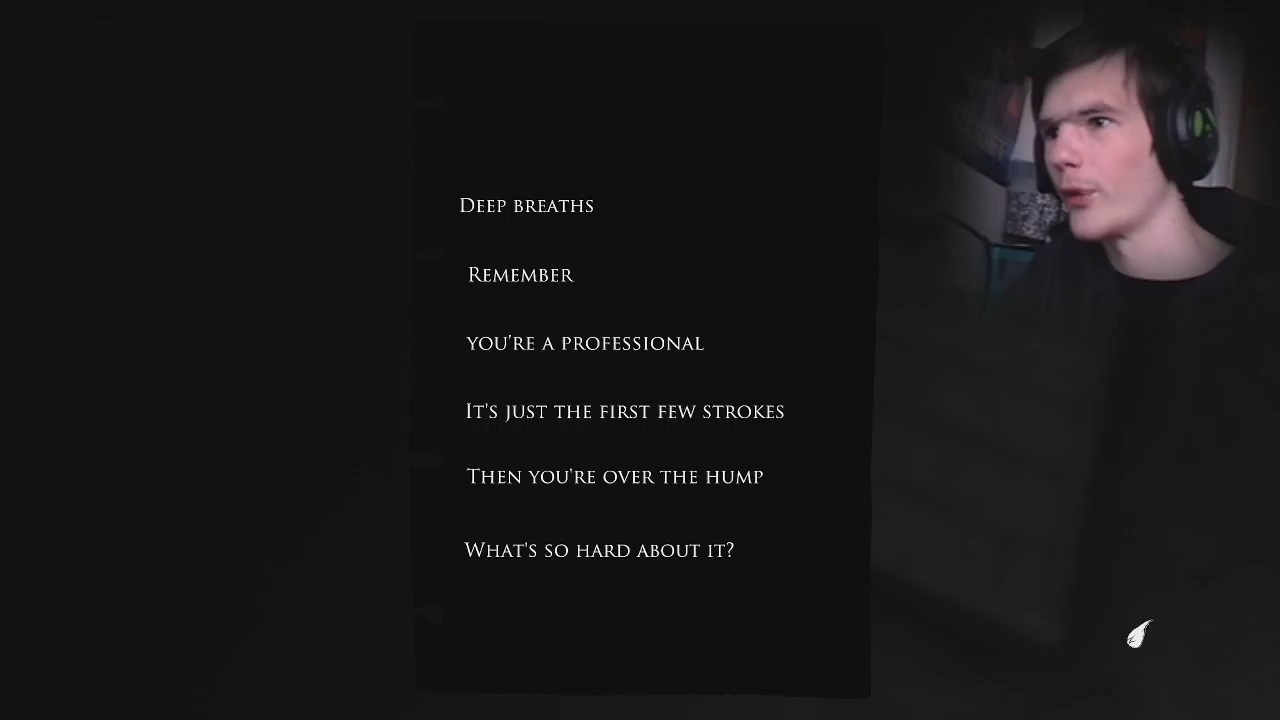 Deep breaths
Remember
you're a professional
It's just the first few strokes
Then you're over the hump
What's so hard about it?